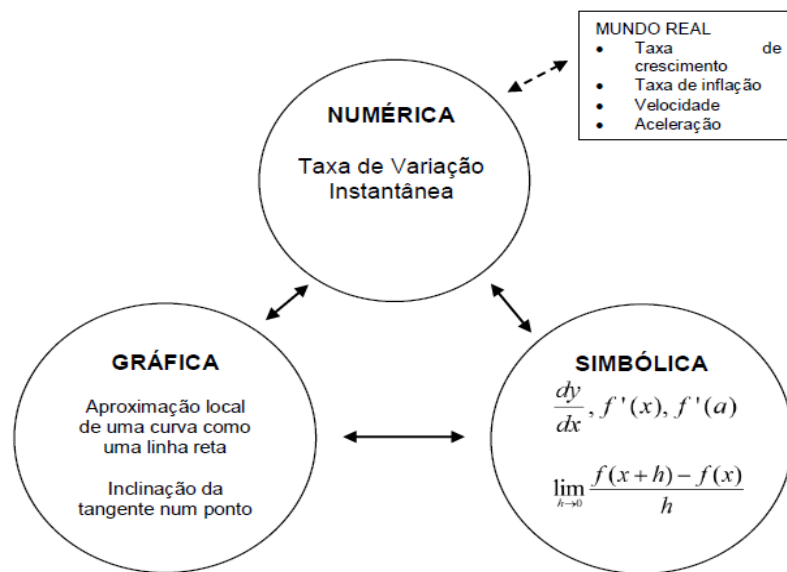 MUNDO REAL
• Taxa de
crescimento
• Taxa de inflação
• Velocidade
• Aceleração
NUMÉRICA
Taxa de Variação
Instantânea
GRÁFICA
Aproximação local
de uma curva como
uma linha reta
Inclinação da
tangente num ponto
SIMBÓLICA
dy/dx, f'(x), f'(a)
lim h→0 f(x+h)−f(x)/h